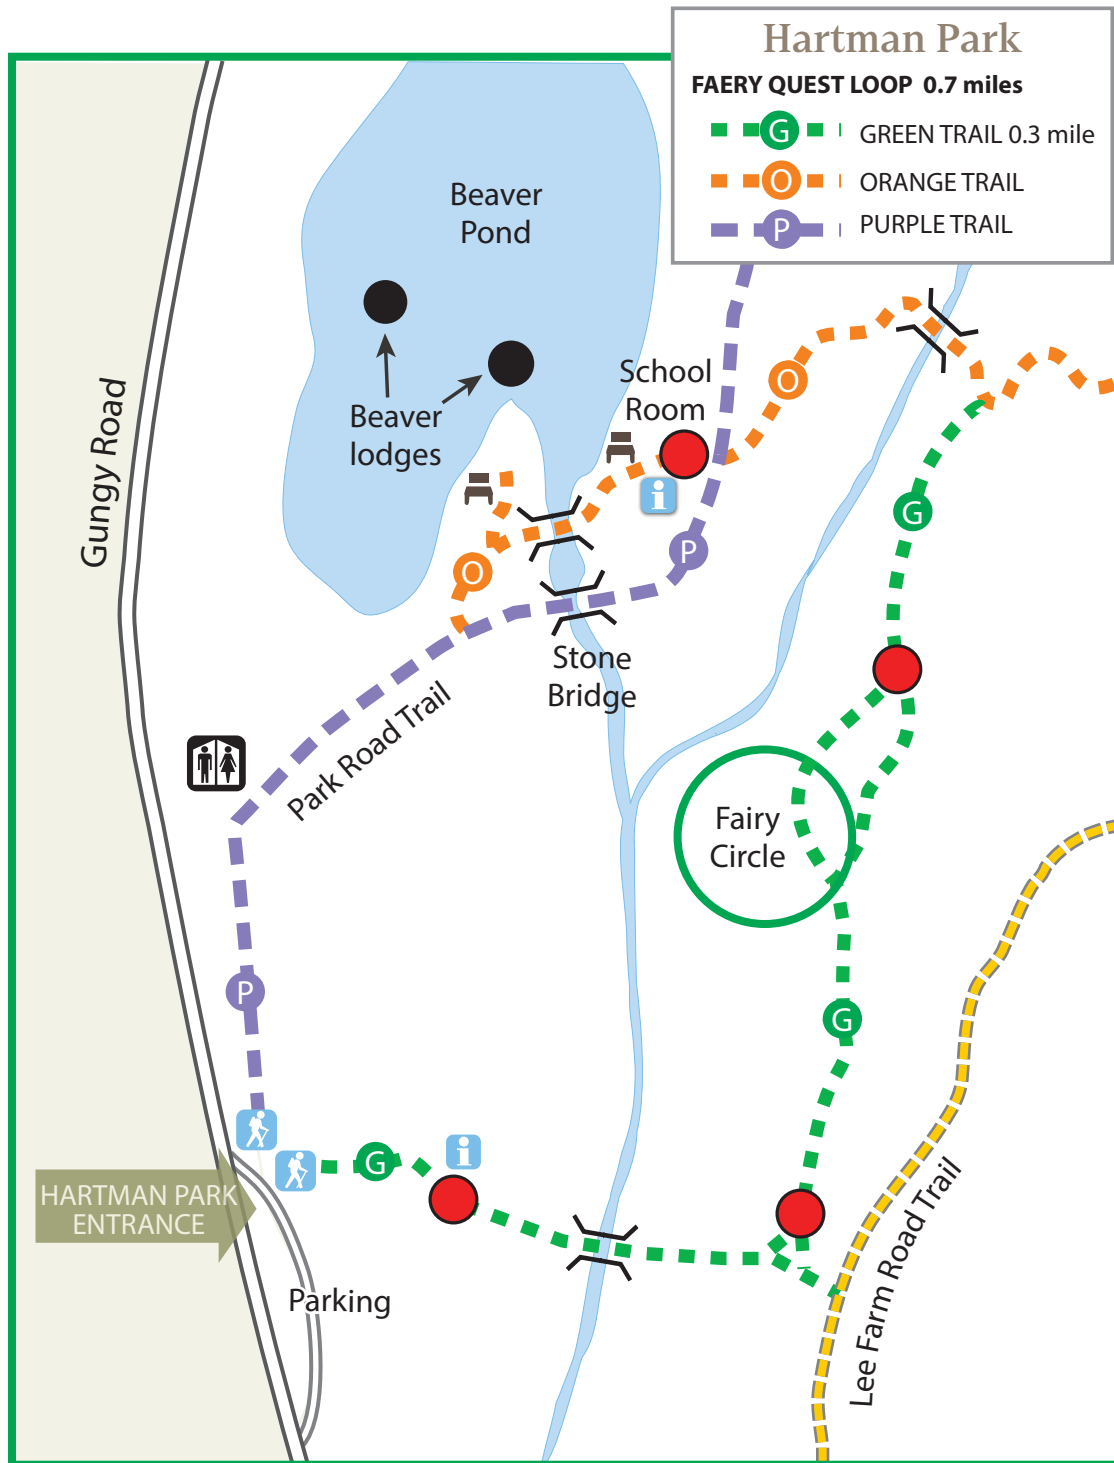 Hartman Park
FAERY QUEST LOOP 0.7 miles
G GREEN TRAIL 0.3 mile
O ORANGE TRAIL
P PURPLE TRAIL
Beaver
Pond
Beaver
lodges
School
Room
O
i
G
O
P
Gungy Road
Stone
Bridge
Park Road Trail
Fairy
Circle
P
G
i
G
HARTMAN PARK
ENTRANCE
Parking
Lee Farm Road Trail